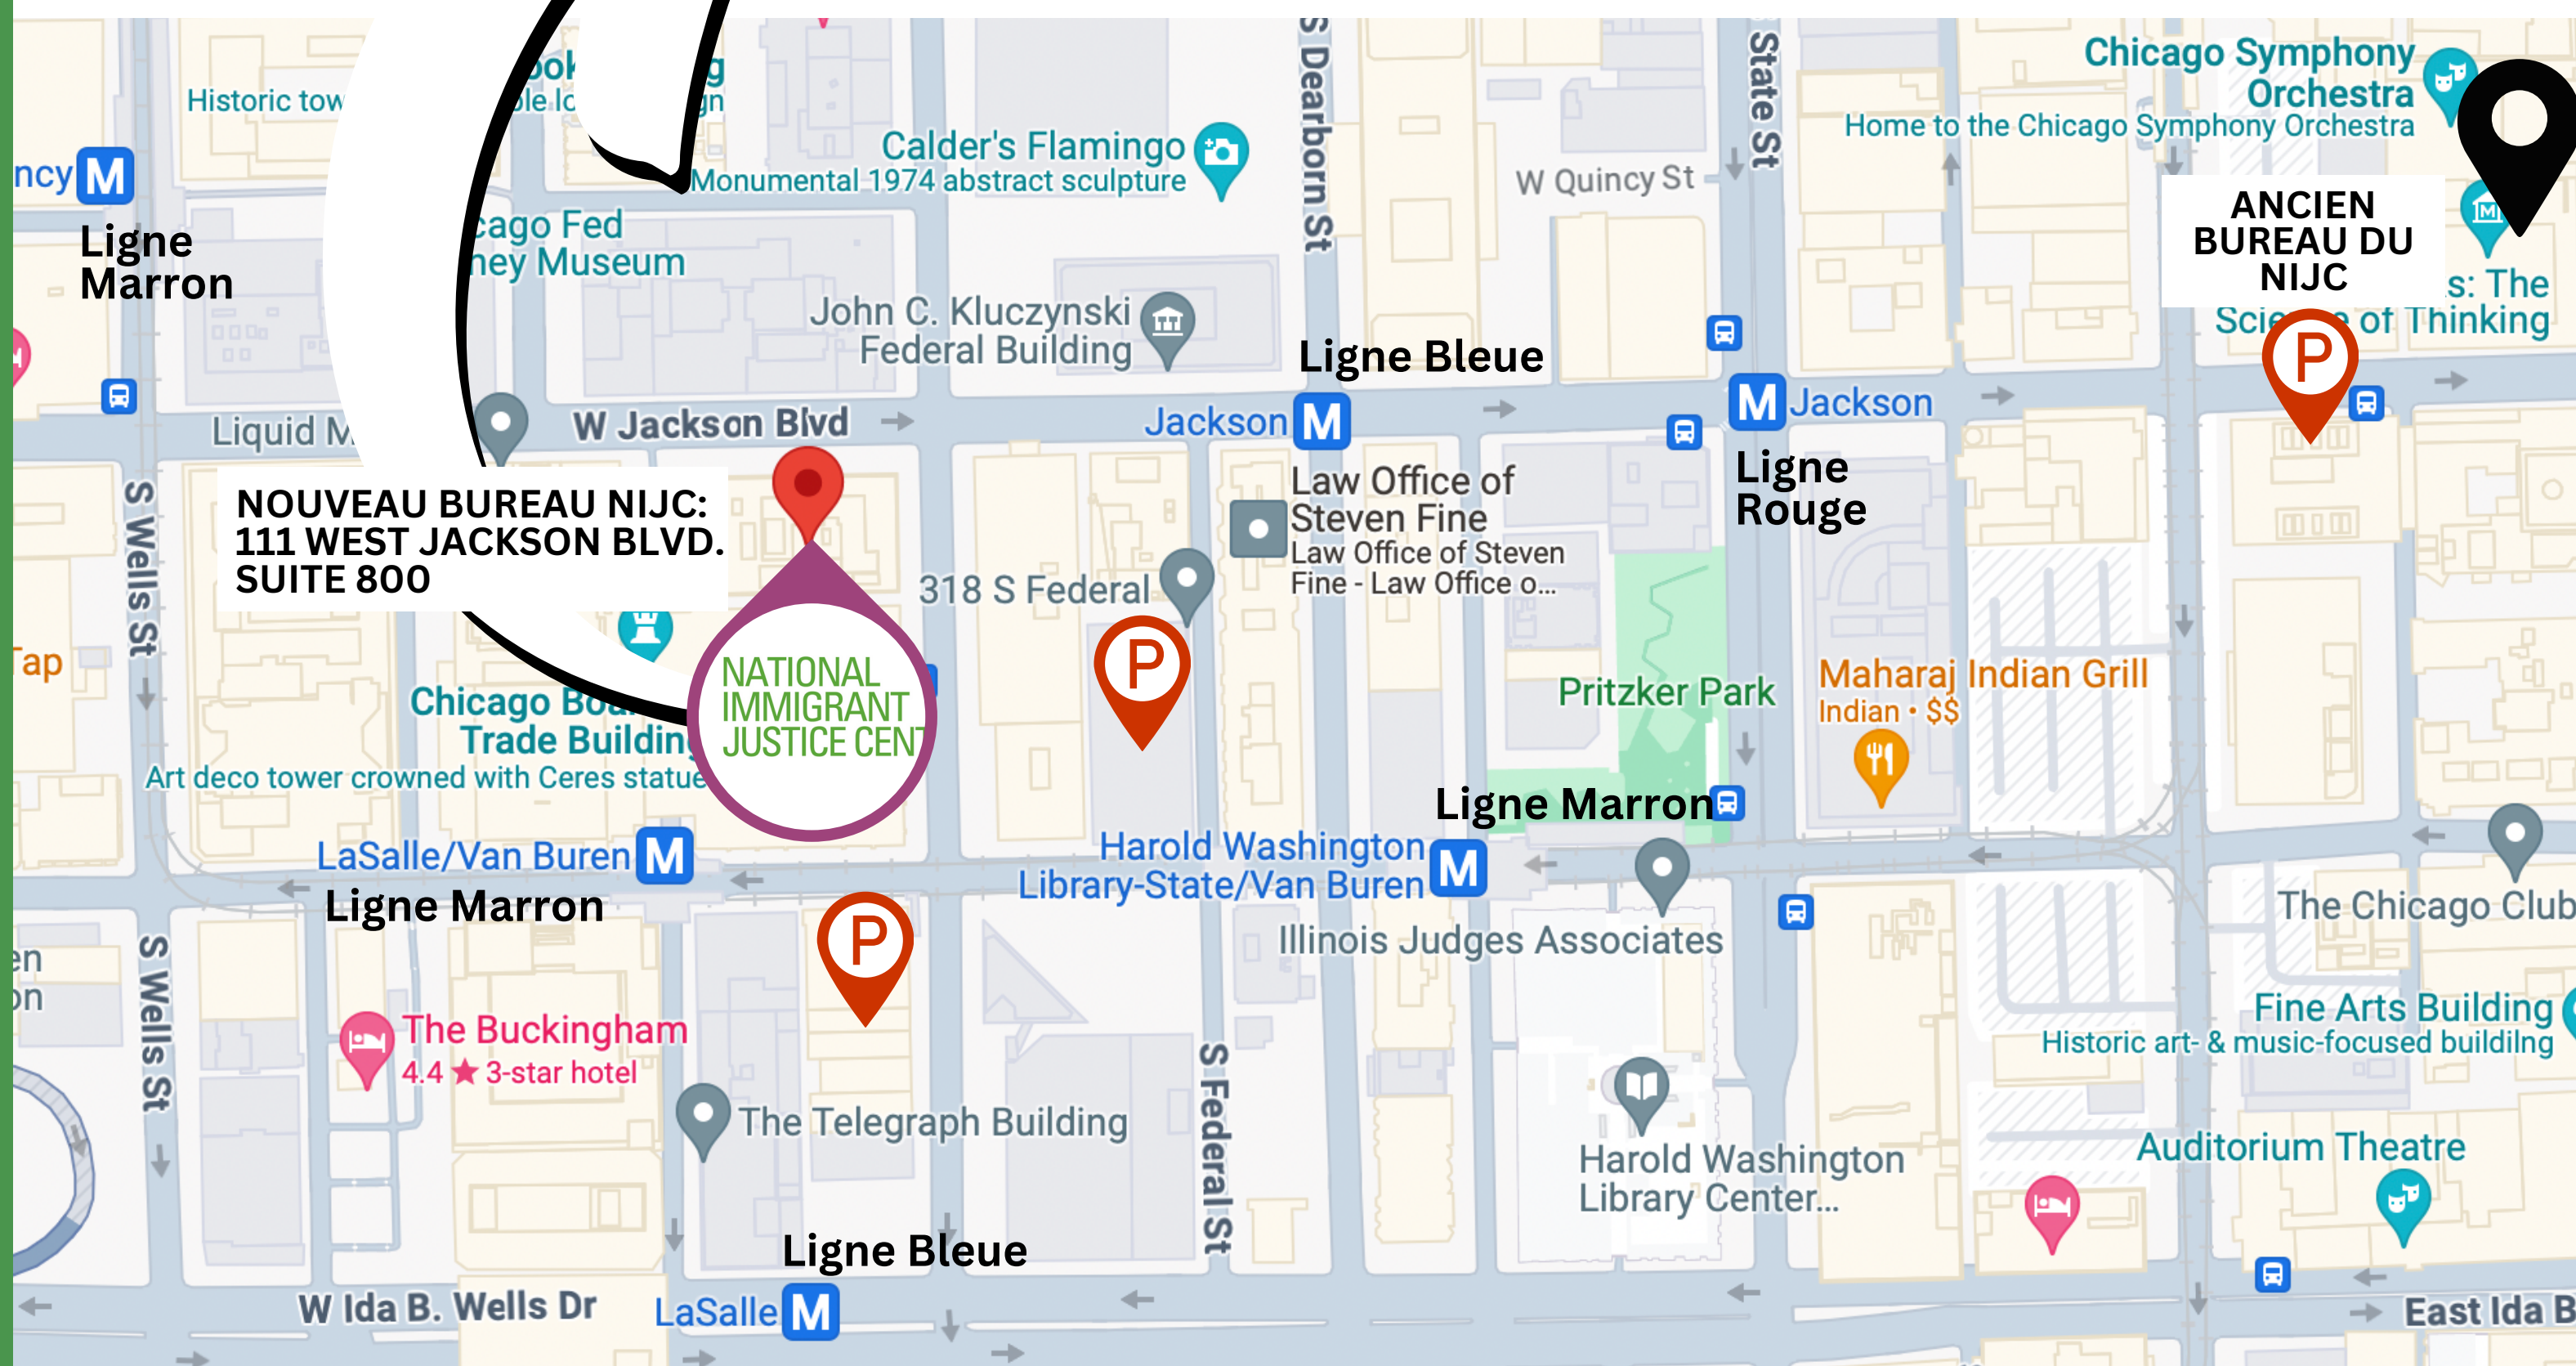 Chicago Symphony
Orchestra
Home to the Chicago Symphony Orchestra
Historic tow
gn
Calder's Flamingo
Monumental 1974 abstract sculpture
S Dearborn St
State St
W Quincy St
ncy M
Ligne
Marron
cago Fed
ney Museum
ANCIEN
BUREAU DU
NIJC
s: The
Science of Thinking
P
John C. Kluczynski
Federal Building
Ligne Bleue
Jackson M
M Jackson
Ligne
Rouge
Liquid M
W Jackson Blvd
NOUVEAU BUREAU NIJC:
111 WEST JACKSON BLVD.
SUITE 800
S Wells St
Law Office of
Steven Fine
Law Office of Steven
Fine - Law Office o...
318 S Federal
P
Tap
NATIONAL
IMMIGRANT
JUSTICE CENT
Pritzker Park
Maharaj Indian Grill
Indian • $$
Chicago Boa
Trade Building
Art deco tower crowned with Ceres statue
Ligne Marron
LaSalle/Van Buren M
Ligne Marron
Harold Washington
Library-State/Van Buren M
P
Illinois Judges Associates
The Chicago Club
en
on
S Wells St
The Buckingham
4.4 ★ 3-star hotel
Fine Arts Building
Historic art- & music-focused buildilng
The Telegraph Building
S Federal St
Harold Washington
Library Center...
Auditorium Theatre
Ligne Bleue
W Ida B. Wells Dr
LaSalle M
East Ida B